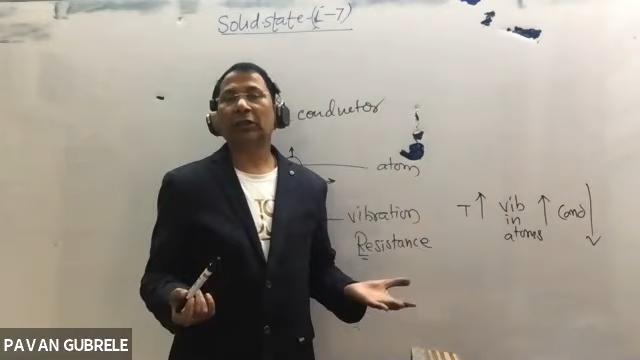 Solid state (L-7)
conductor
atom
vibration
Resistance
T↑ vib in atoms ↑ Cond ↓
PAVAN GUBRELE